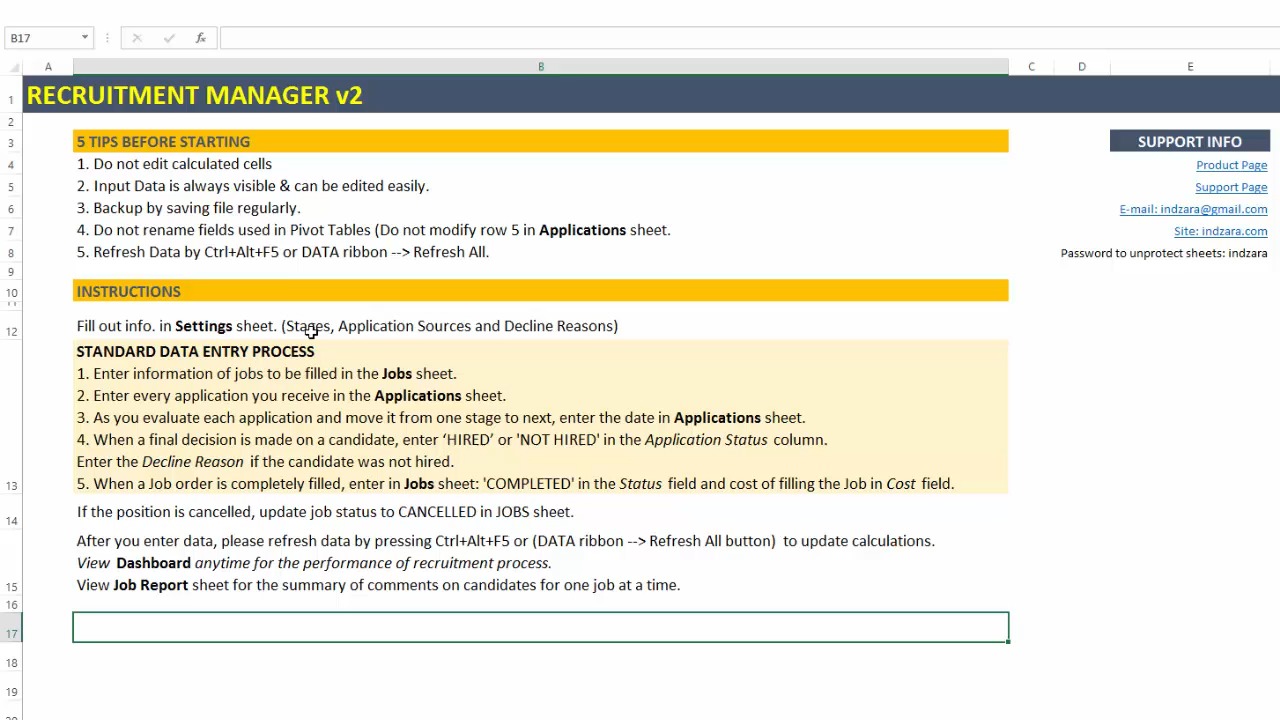 B17
fx
A B C D E
1 RECRUITMENT MANAGER v2
2
3 5 TIPS BEFORE STARTING SUPPORT INFO
4 1. Do not edit calculated cells Product Page
5 2. Input Data is always visible & can be edited easily. Support Page
6 3. Backup by saving file regularly. E-mail: indzara@gmail.com
7 4. Do not rename fields used in Pivot Tables (Do not modify row 5 in Applications sheet. Site: indzara.com
8 5. Refresh Data by Ctrl+Alt+F5 or DATA ribbon --> Refresh All. Password to unprotect sheets: indzara
9
10 INSTRUCTIONS
12 Fill out info. in Settings sheet. (Stages, Application Sources and Decline Reasons)
STANDARD DATA ENTRY PROCESS
1. Enter information of jobs to be filled in the Jobs sheet.
2. Enter every application you receive in the Applications sheet.
3. As you evaluate each application and move it from one stage to next, enter the date in Applications sheet.
4. When a final decision is made on a candidate, enter ‘HIRED’ or 'NOT HIRED' in the Application Status column.
Enter the Decline Reason if the candidate was not hired.
13 5. When a Job order is completely filled, enter in Jobs sheet: 'COMPLETED' in the Status field and cost of filling the Job in Cost field.
14 If the position is cancelled, update job status to CANCELLED in JOBS sheet.
After you enter data, please refresh data by pressing Ctrl+Alt+F5 or (DATA ribbon --> Refresh All button) to update calculations.
View Dashboard anytime for the performance of recruitment process.
15 View Job Report sheet for the summary of comments on candidates for one job at a time.
16
17
18
19